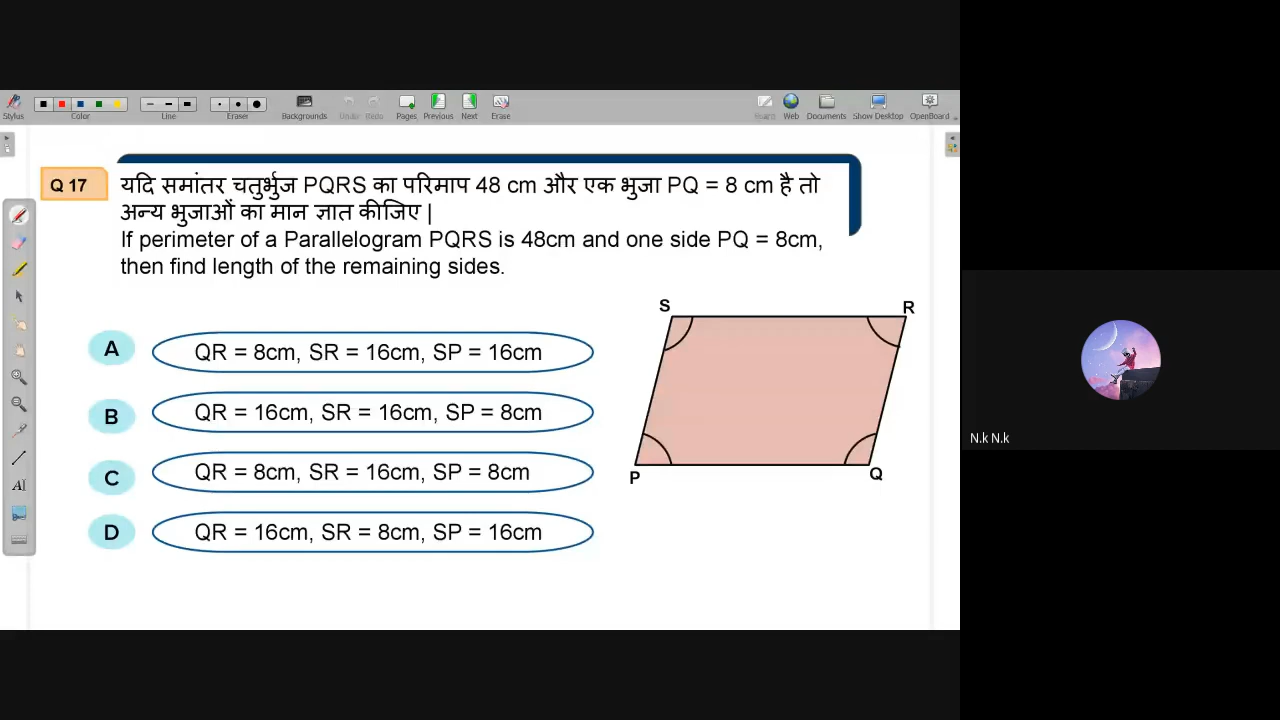 Stylus
Color
Line
Eraser
Backgrounds
Undo
Redo
Pages
Previous
Next
Erase
Board
Web
Documents
Show Desktop
OpenBoard
Q 17
यदि समांतर चतुर्भुज PQRS का परिमाप 48 cm और एक भुजा PQ = 8 cm है तो
अन्य भुजाओं का मान ज्ञात कीजिए |
If perimeter of a Parallelogram PQRS is 48cm and one side PQ = 8cm,
then find length of the remaining sides.
A
QR = 8cm, SR = 16cm, SP = 16cm
B
QR = 16cm, SR = 16cm, SP = 8cm
C
QR = 8cm, SR = 16cm, SP = 8cm
D
QR = 16cm, SR = 8cm, SP = 16cm
S
R
P
Q
AI
N.k N.k